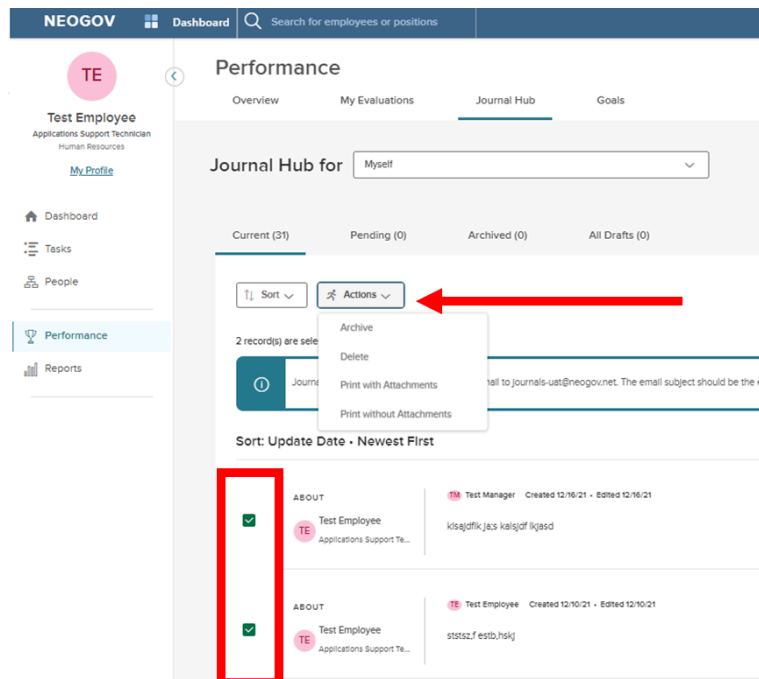 NEOGOV
Dashboard
Search for employees or positions
TE
Test Employee
Applications Support Technician
Human Resources
My Profile
Dashboard
Tasks
People
Performance
Reports
Performance
Overview My Evaluations Journal Hub Goals
Journal Hub for Myself
Current (31) Pending (0) Archived (0) All Drafts (0)
Sort Actions
Archive
Delete
Print with Attachments
Print without Attachments
2 record(s) are sele
Journa
ail to journals-uat@neogov.net. The email subject should be the e
Sort: Update Date • Newest First
ABOUT
TE Test Employee
Applications Support Te...
TM Test Manager Created 12/16/21 • Edited 12/16/21
klsajdflk ja;s kalsjdf lkjasd
ABOUT
TE Test Employee
Applications Support Te...
TE Test Employee Created 12/10/21 • Edited 12/10/21
ststsz,f estb,hskj